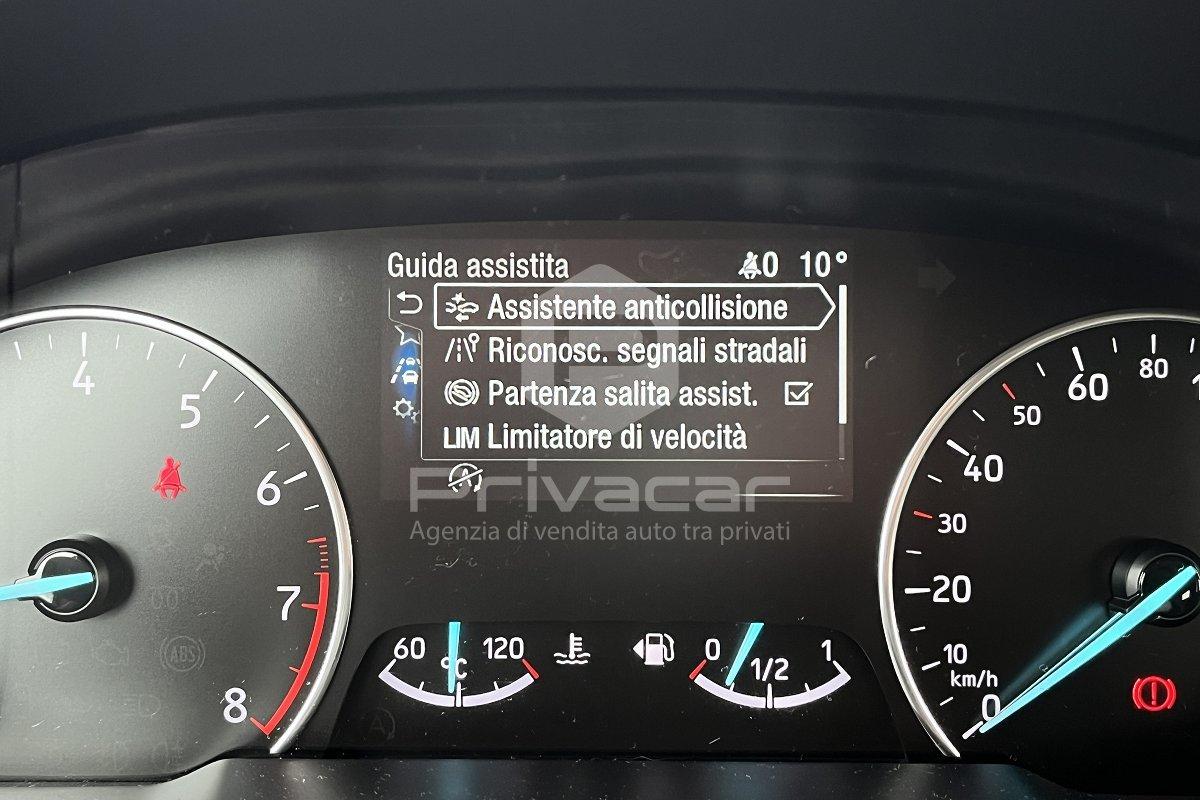 Guida assistita 0 10°
Assistente anticollisione
Riconosc. segnali stradali
Partenza salita assist.
LIM Limitatore di velocità
A
Privacar
Agenzia di vendita auto tra privati
4
5
6
7
8
ABS
60 120
°C
0 1/2 1
0
10
20
30
40
50
60
80
km/h